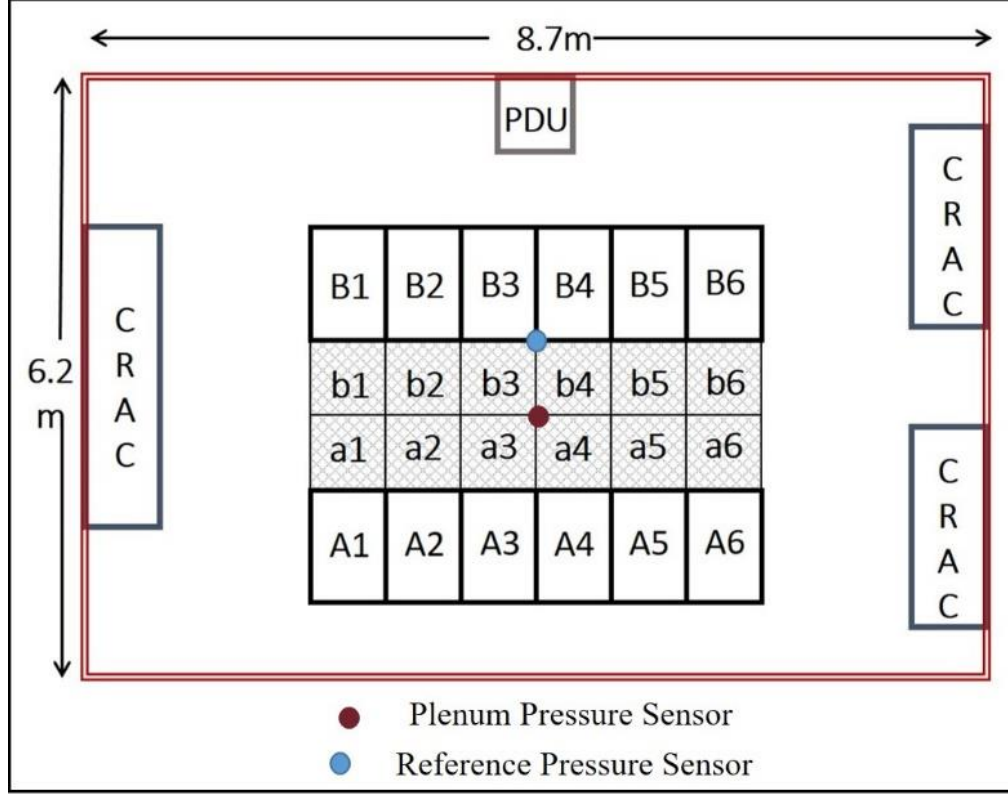 8.7m
PDU
C
R
A
C
B1 B2 B3 B4 B5 B6
C
R
A
C
b1 b2 b3 b4 b5 b6
6.2
m
a1 a2 a3 a4 a5 a6
C
R
A
C
A1 A2 A3 A4 A5 A6
Plenum Pressure Sensor
Reference Pressure Sensor